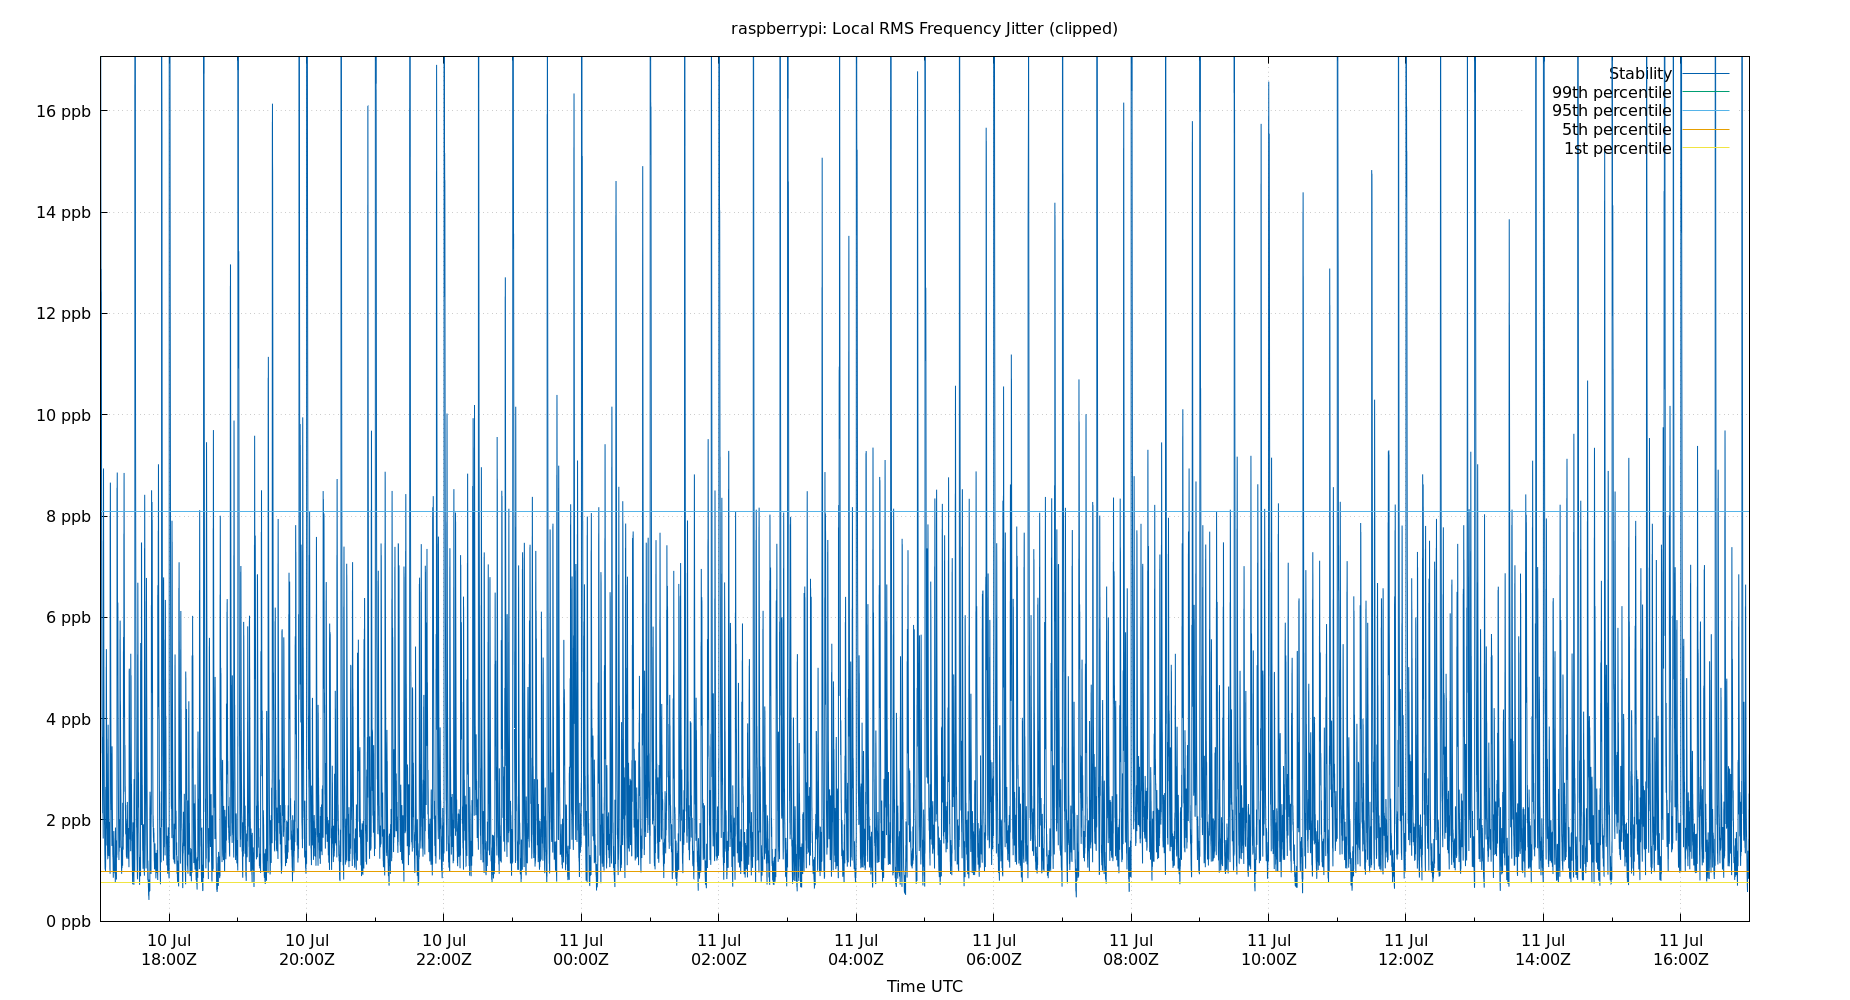 raspberrypi: Local RMS Frequency Jitter (clipped)
Stability
99th percentile
95th percentile
5th percentile
1st percentile
16 ppb
14 ppb
12 ppb
10 ppb
8 ppb
6 ppb
4 ppb
2 ppb
0 ppb
10 Jul 10 Jul 10 Jul 11 Jul 11 Jul 11 Jul 11 Jul 11 Jul 11 Jul 11 Jul 11 Jul 11 Jul
18:00Z 20:00Z 22:00Z 00:00Z 02:00Z 04:00Z 06:00Z 08:00Z 10:00Z 12:00Z 14:00Z 16:00Z
Time UTC